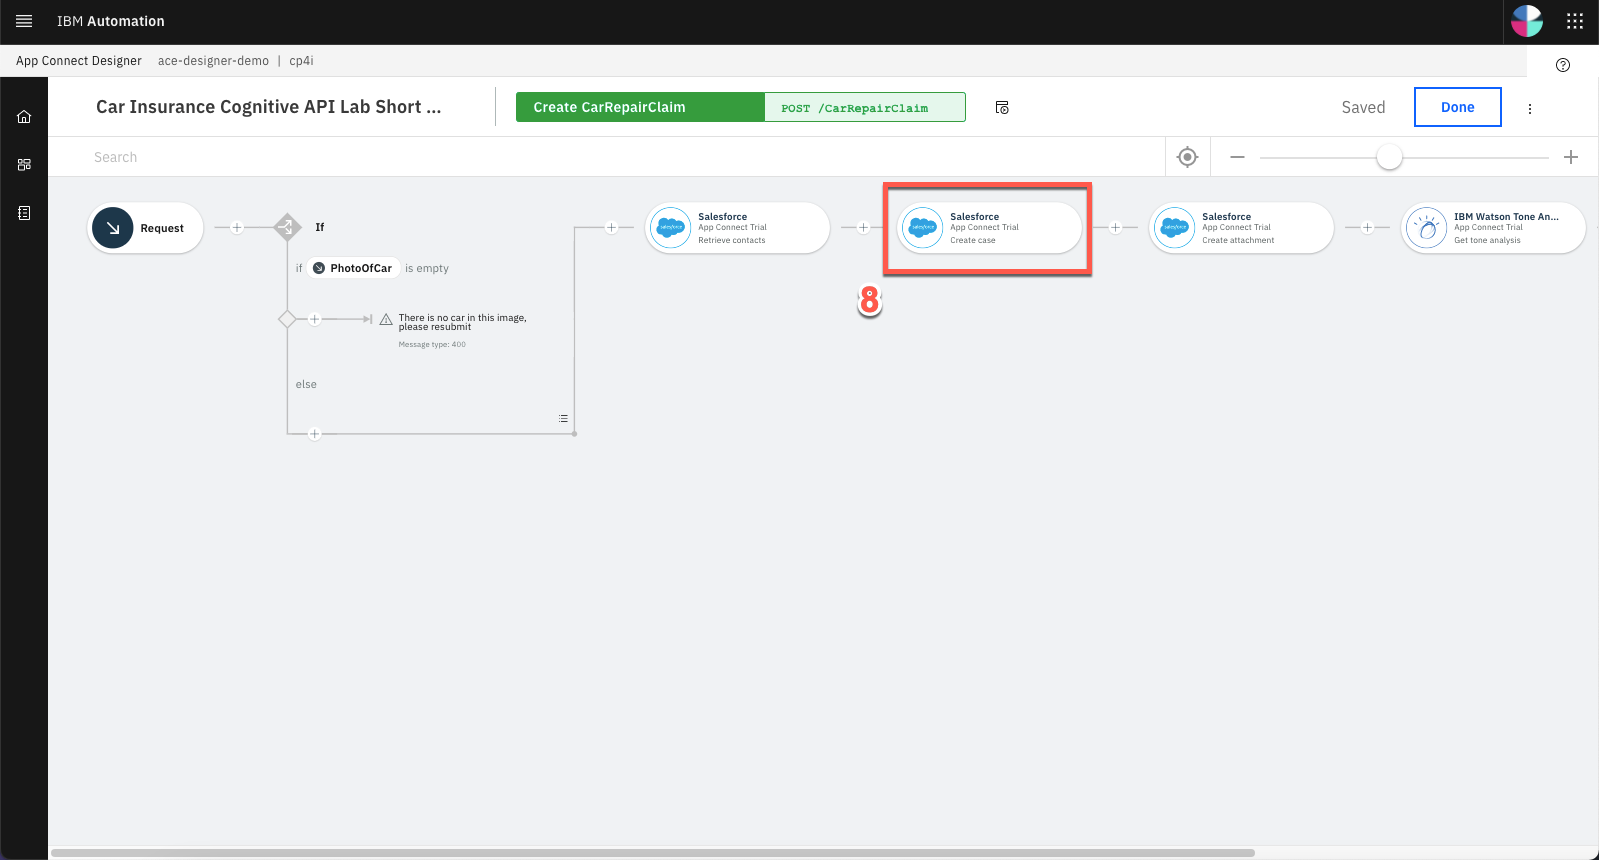 IBM Automation
App Connect Designer ace-designer-demo | cp4i
Car Insurance Cognitive API Lab Short ...
Create CarRepairClaim
POST /CarRepairClaim
Saved
Done
Search
Request
If
if PhotoOfCar is empty
There is no car in this image,
please resubmit
Message type: 400
else
salesforce
Salesforce
App Connect Trial
Retrieve contacts
salesforce
Salesforce
App Connect Trial
Create case
8
salesforce
Salesforce
App Connect Trial
Create attachment
IBM Watson Tone An...
App Connect Trial
Get tone analysis